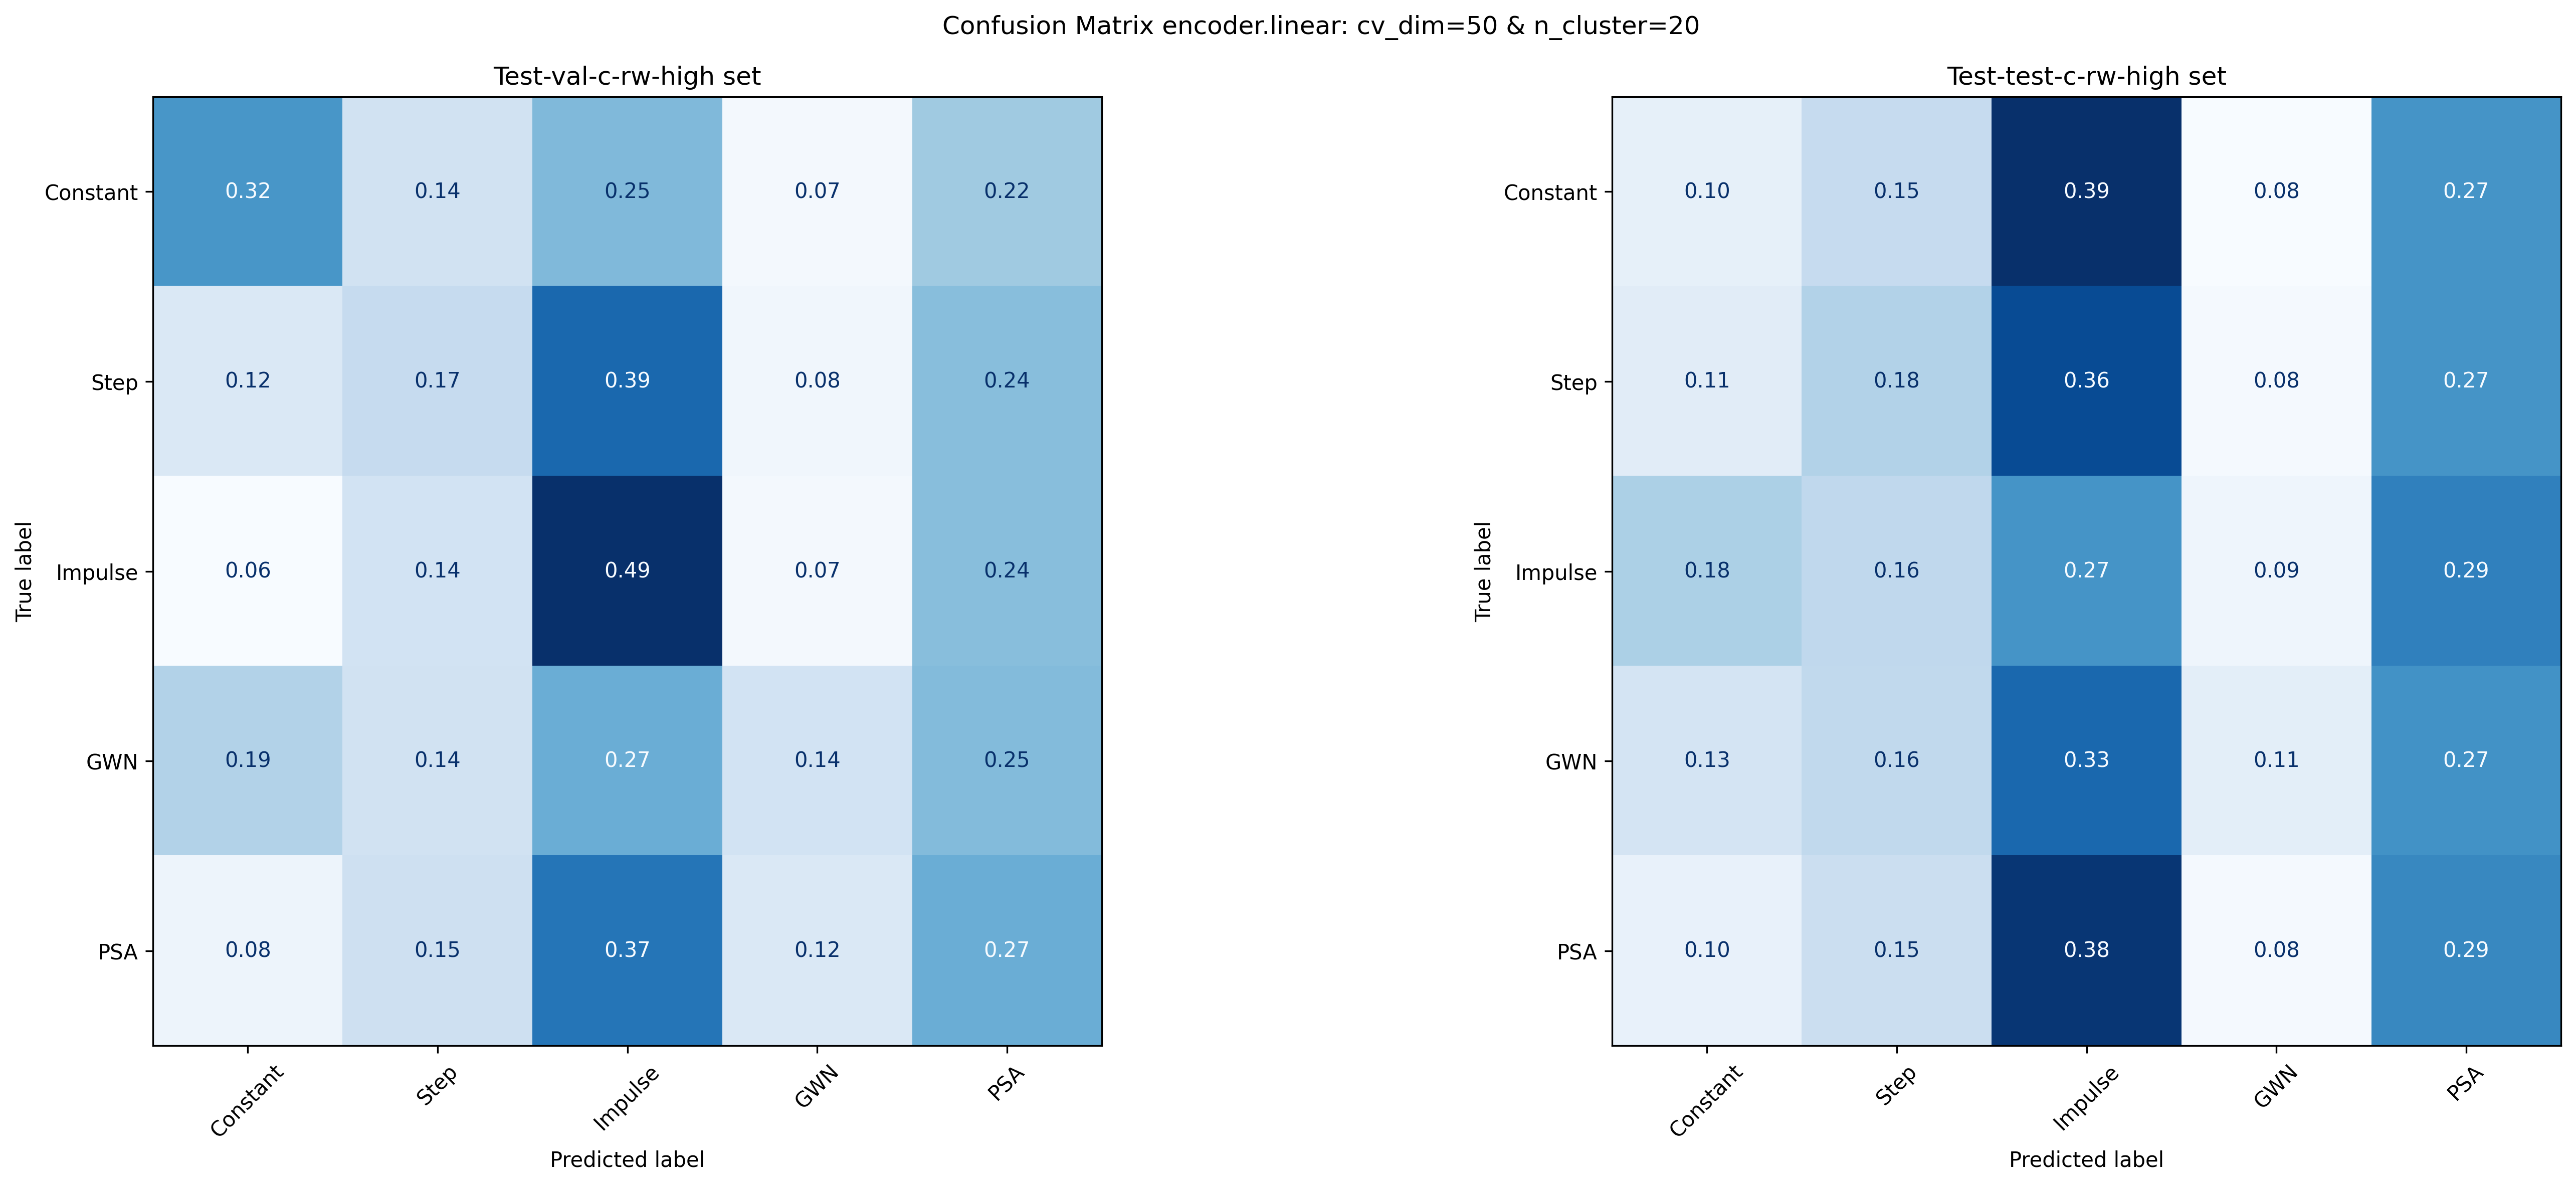 Confusion Matrix encoder.linear: cv_dim=50 & n_cluster=20
Test-val-c-rw-high set
True label
Constant 0.32 0.14 0.25 0.07 0.22
Step 0.12 0.17 0.39 0.08 0.24
Impulse 0.06 0.14 0.49 0.07 0.24
GWN 0.19 0.14 0.27 0.14 0.25
PSA 0.08 0.15 0.37 0.12 0.27
Constant Step Impulse GWN PSA
Predicted label
Test-test-c-rw-high set
True label
Constant 0.10 0.15 0.39 0.08 0.27
Step 0.11 0.18 0.36 0.08 0.27
Impulse 0.18 0.16 0.27 0.09 0.29
GWN 0.13 0.16 0.33 0.11 0.27
PSA 0.10 0.15 0.38 0.08 0.29
Constant Step Impulse GWN PSA
Predicted label